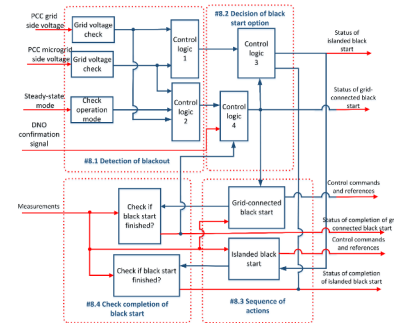 #8.2 Decision of black
start option
PCC grid
side voltage
Grid voltage
check
Control
logic
1
Control
logic
3
Status of
islanded black
start
PCC microgrid
side voltage
Grid voltage
check
Steady-state
mode
Check
operation
mode
Control
logic
2
Control
logic
4
Status of grid-
connected black
start
DNO
confirmation
signal
#8.1 Detection of blackout
Measurements
Check if
black start
finished?
Grid-connected
black start
Control commands
and references
Status of completion of gr
connected black start
Control commands
and references
Islanded black
start
Check if black start
finished?
Status of completion
of islanded black start
#8.4 Check completion of
black start
#8.3 Sequence of
actions